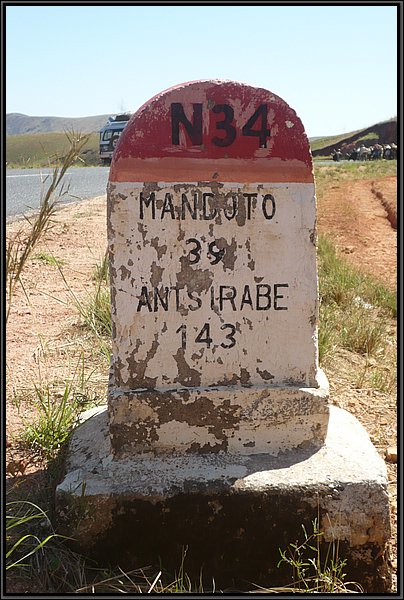 N34
MANDOTO
39
ANTSIRABE
143